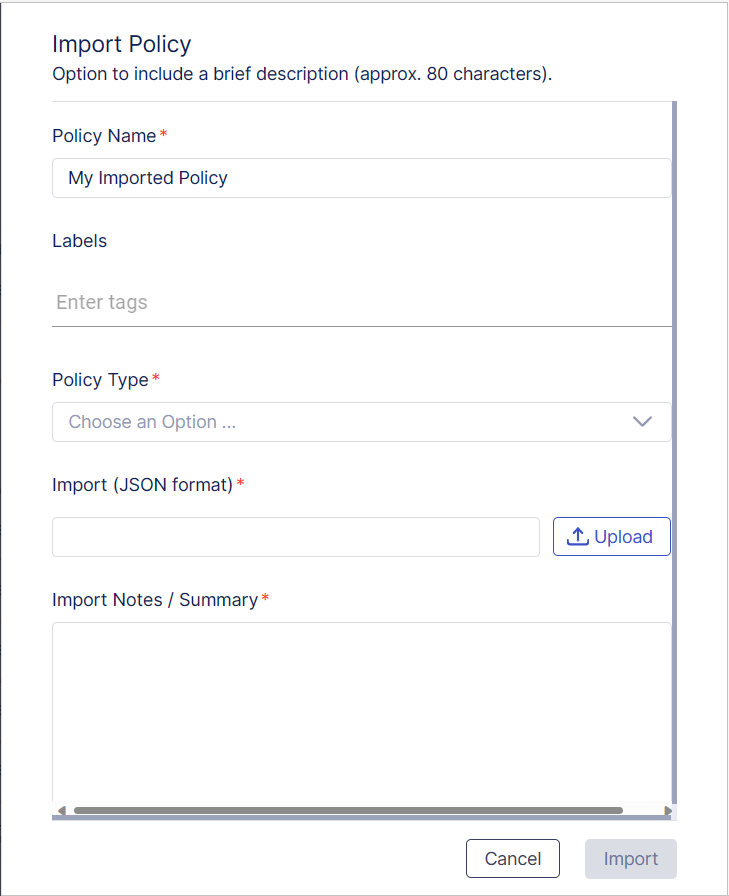 Import Policy
Option to include a brief description (approx. 80 characters).
Policy Name*
My Imported Policy
Labels
Enter tags
Policy Type*
Choose an Option ...
Import (JSON format)*
Upload
Import Notes / Summary*
Cancel Import